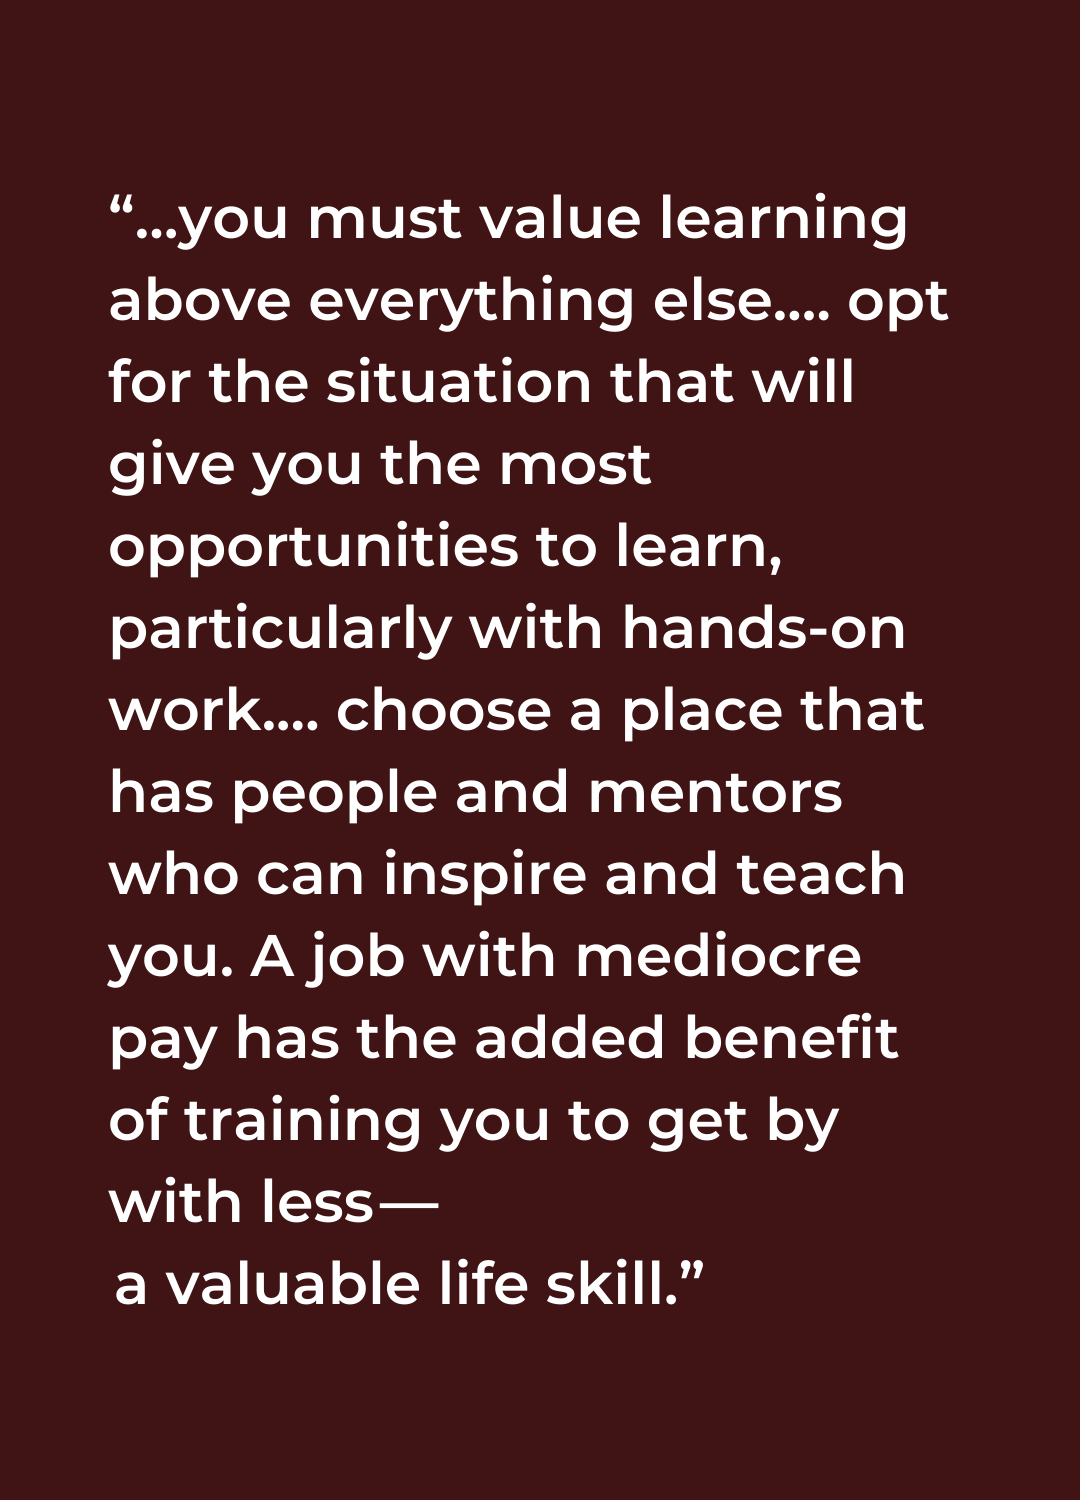 “...you must value learning
above everything else.... opt
for the situation that will
give you the most
opportunities to learn,
particularly with hands-on
work.... choose a place that
has people and mentors
who can inspire and teach
you. A job with mediocre
pay has the added benefit
of training you to get by
with less —
a valuable life skill.”